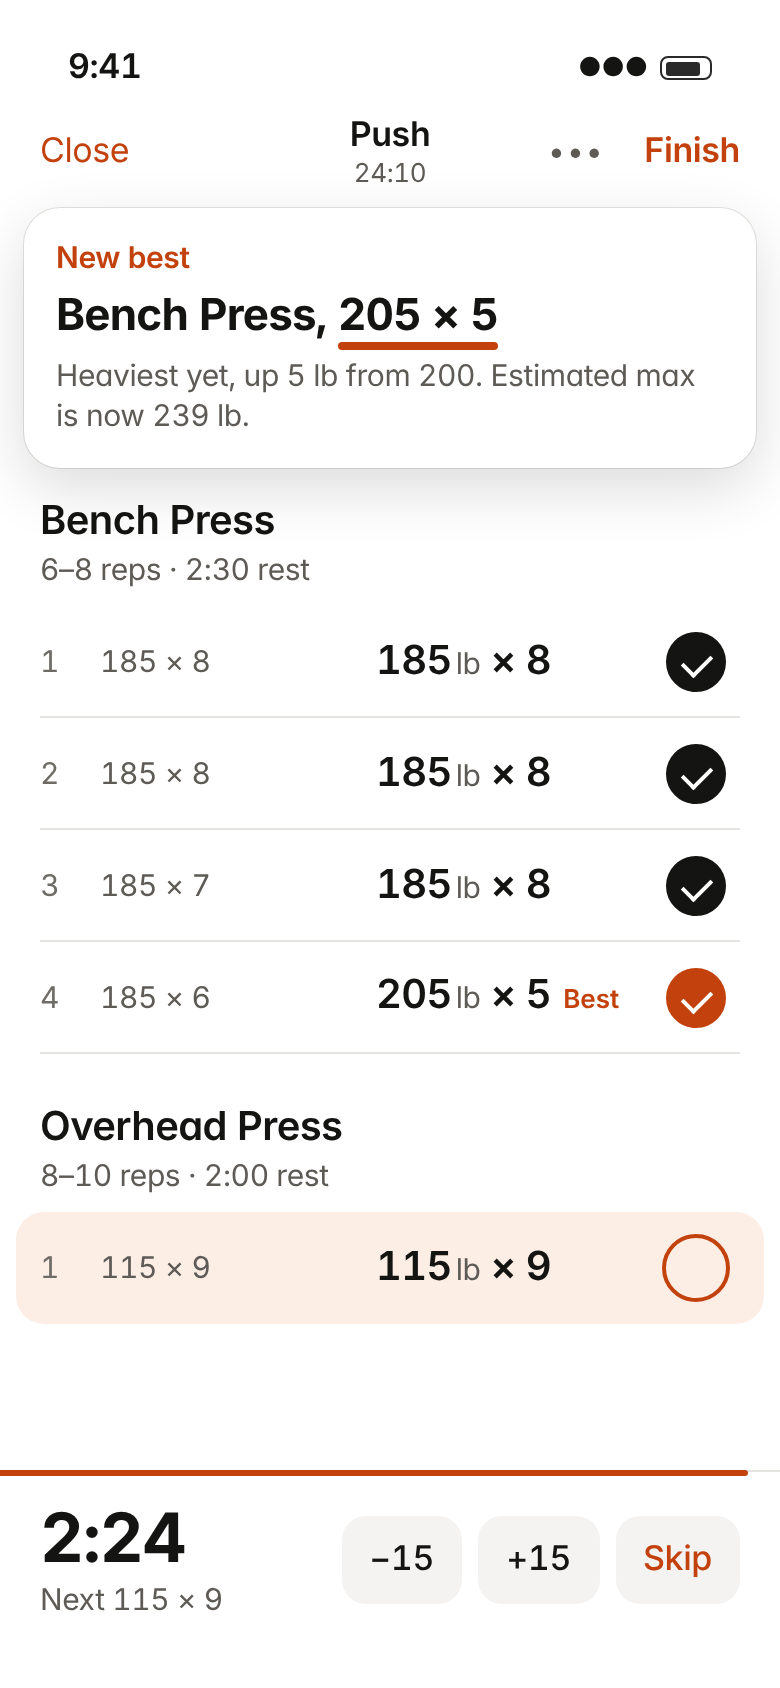 9:41
Close
Push
24:10
Finish
New best
Bench Press, 205 × 5
Heaviest yet, up 5 lb from 200. Estimated max
is now 239 lb.
Bench Press
6–8 reps · 2:30 rest
1 185 × 8 185 lb × 8
2 185 × 8 185 lb × 8
3 185 × 7 185 lb × 8
4 185 × 6 205 lb × 5 Best
Overhead Press
8–10 reps · 2:00 rest
1 115 × 9 115 lb × 9
2:24
Next 115 × 9
−15
+15
Skip